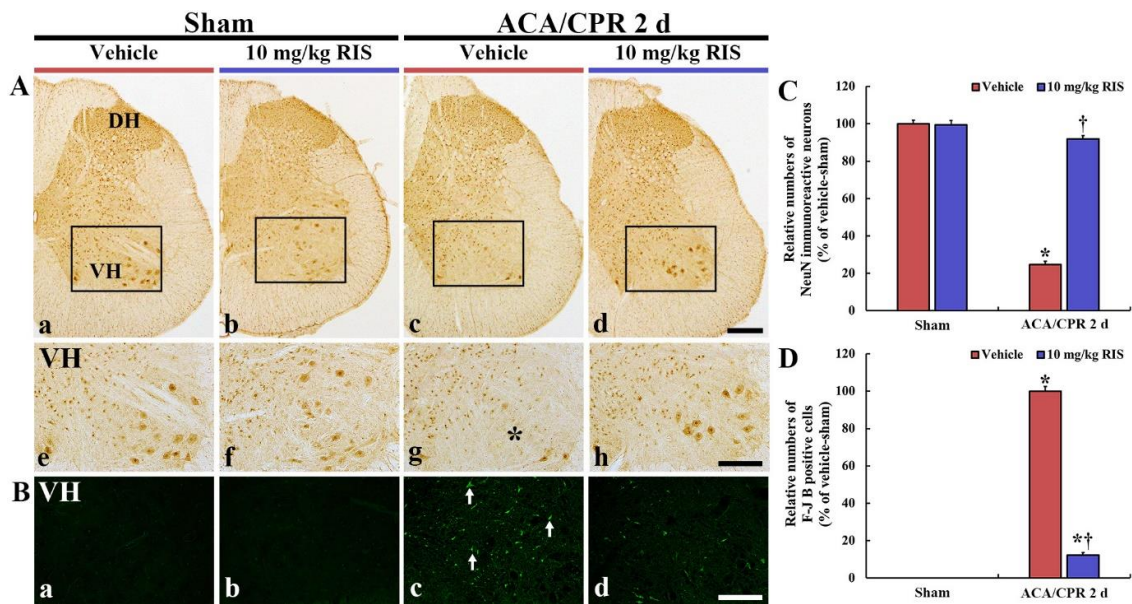 Sham
ACA/CPR 2 d
Vehicle
10 mg/kg RIS
Vehicle
10 mg/kg RIS
A
DH
VH
a
b
c
d
VH
e
f
g
*
h
B
VH
a
b
c
d
C
Vehicle
10 mg/kg RIS
Relative numbers of
NeuN immunoreactive neurons
(% of vehicle-sham)
120
100
80
60
40
20
0
*
†
Sham
ACA/CPR 2 d
D
Vehicle
10 mg/kg RIS
Relative numbers of
F-J B positive cells
(% of vehicle-sham)
120
100
80
60
40
20
0
*
*†
Sham
ACA/CPR 2 d